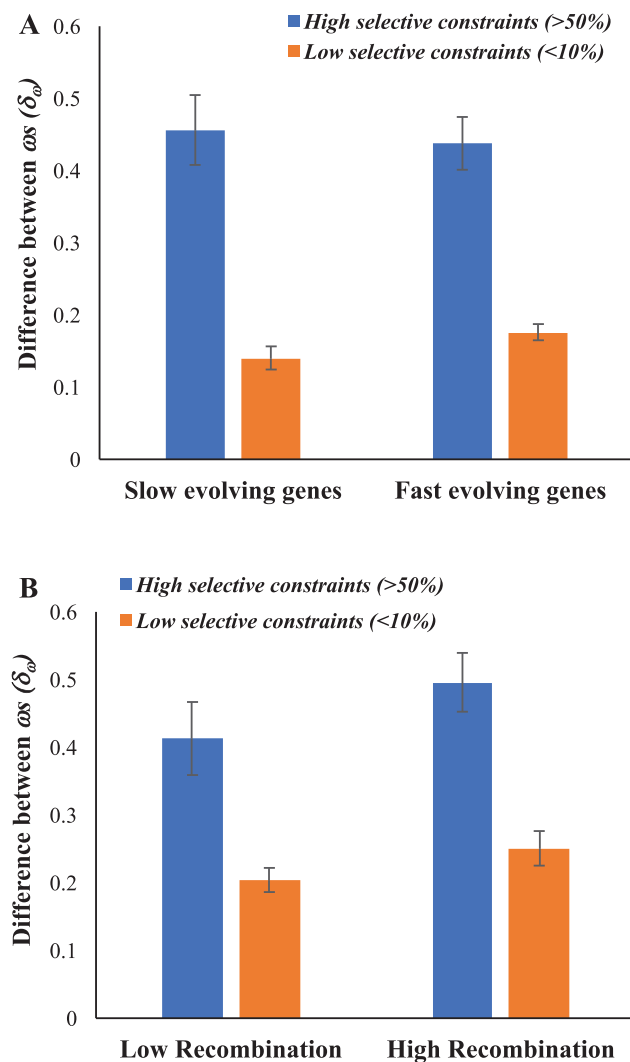 A
High selective constraints (>50%)
Low selective constraints (<10%)
Difference between ωs (δω)
0.6
0.5
0.4
0.3
0.2
0.1
0
Slow evolving genes
Fast evolving genes
B
High selective constraints (>50%)
Low selective constraints (<10%)
Difference between ωs (δω)
0.6
0.5
0.4
0.3
0.2
0.1
0
Low Recombination
High Recombination